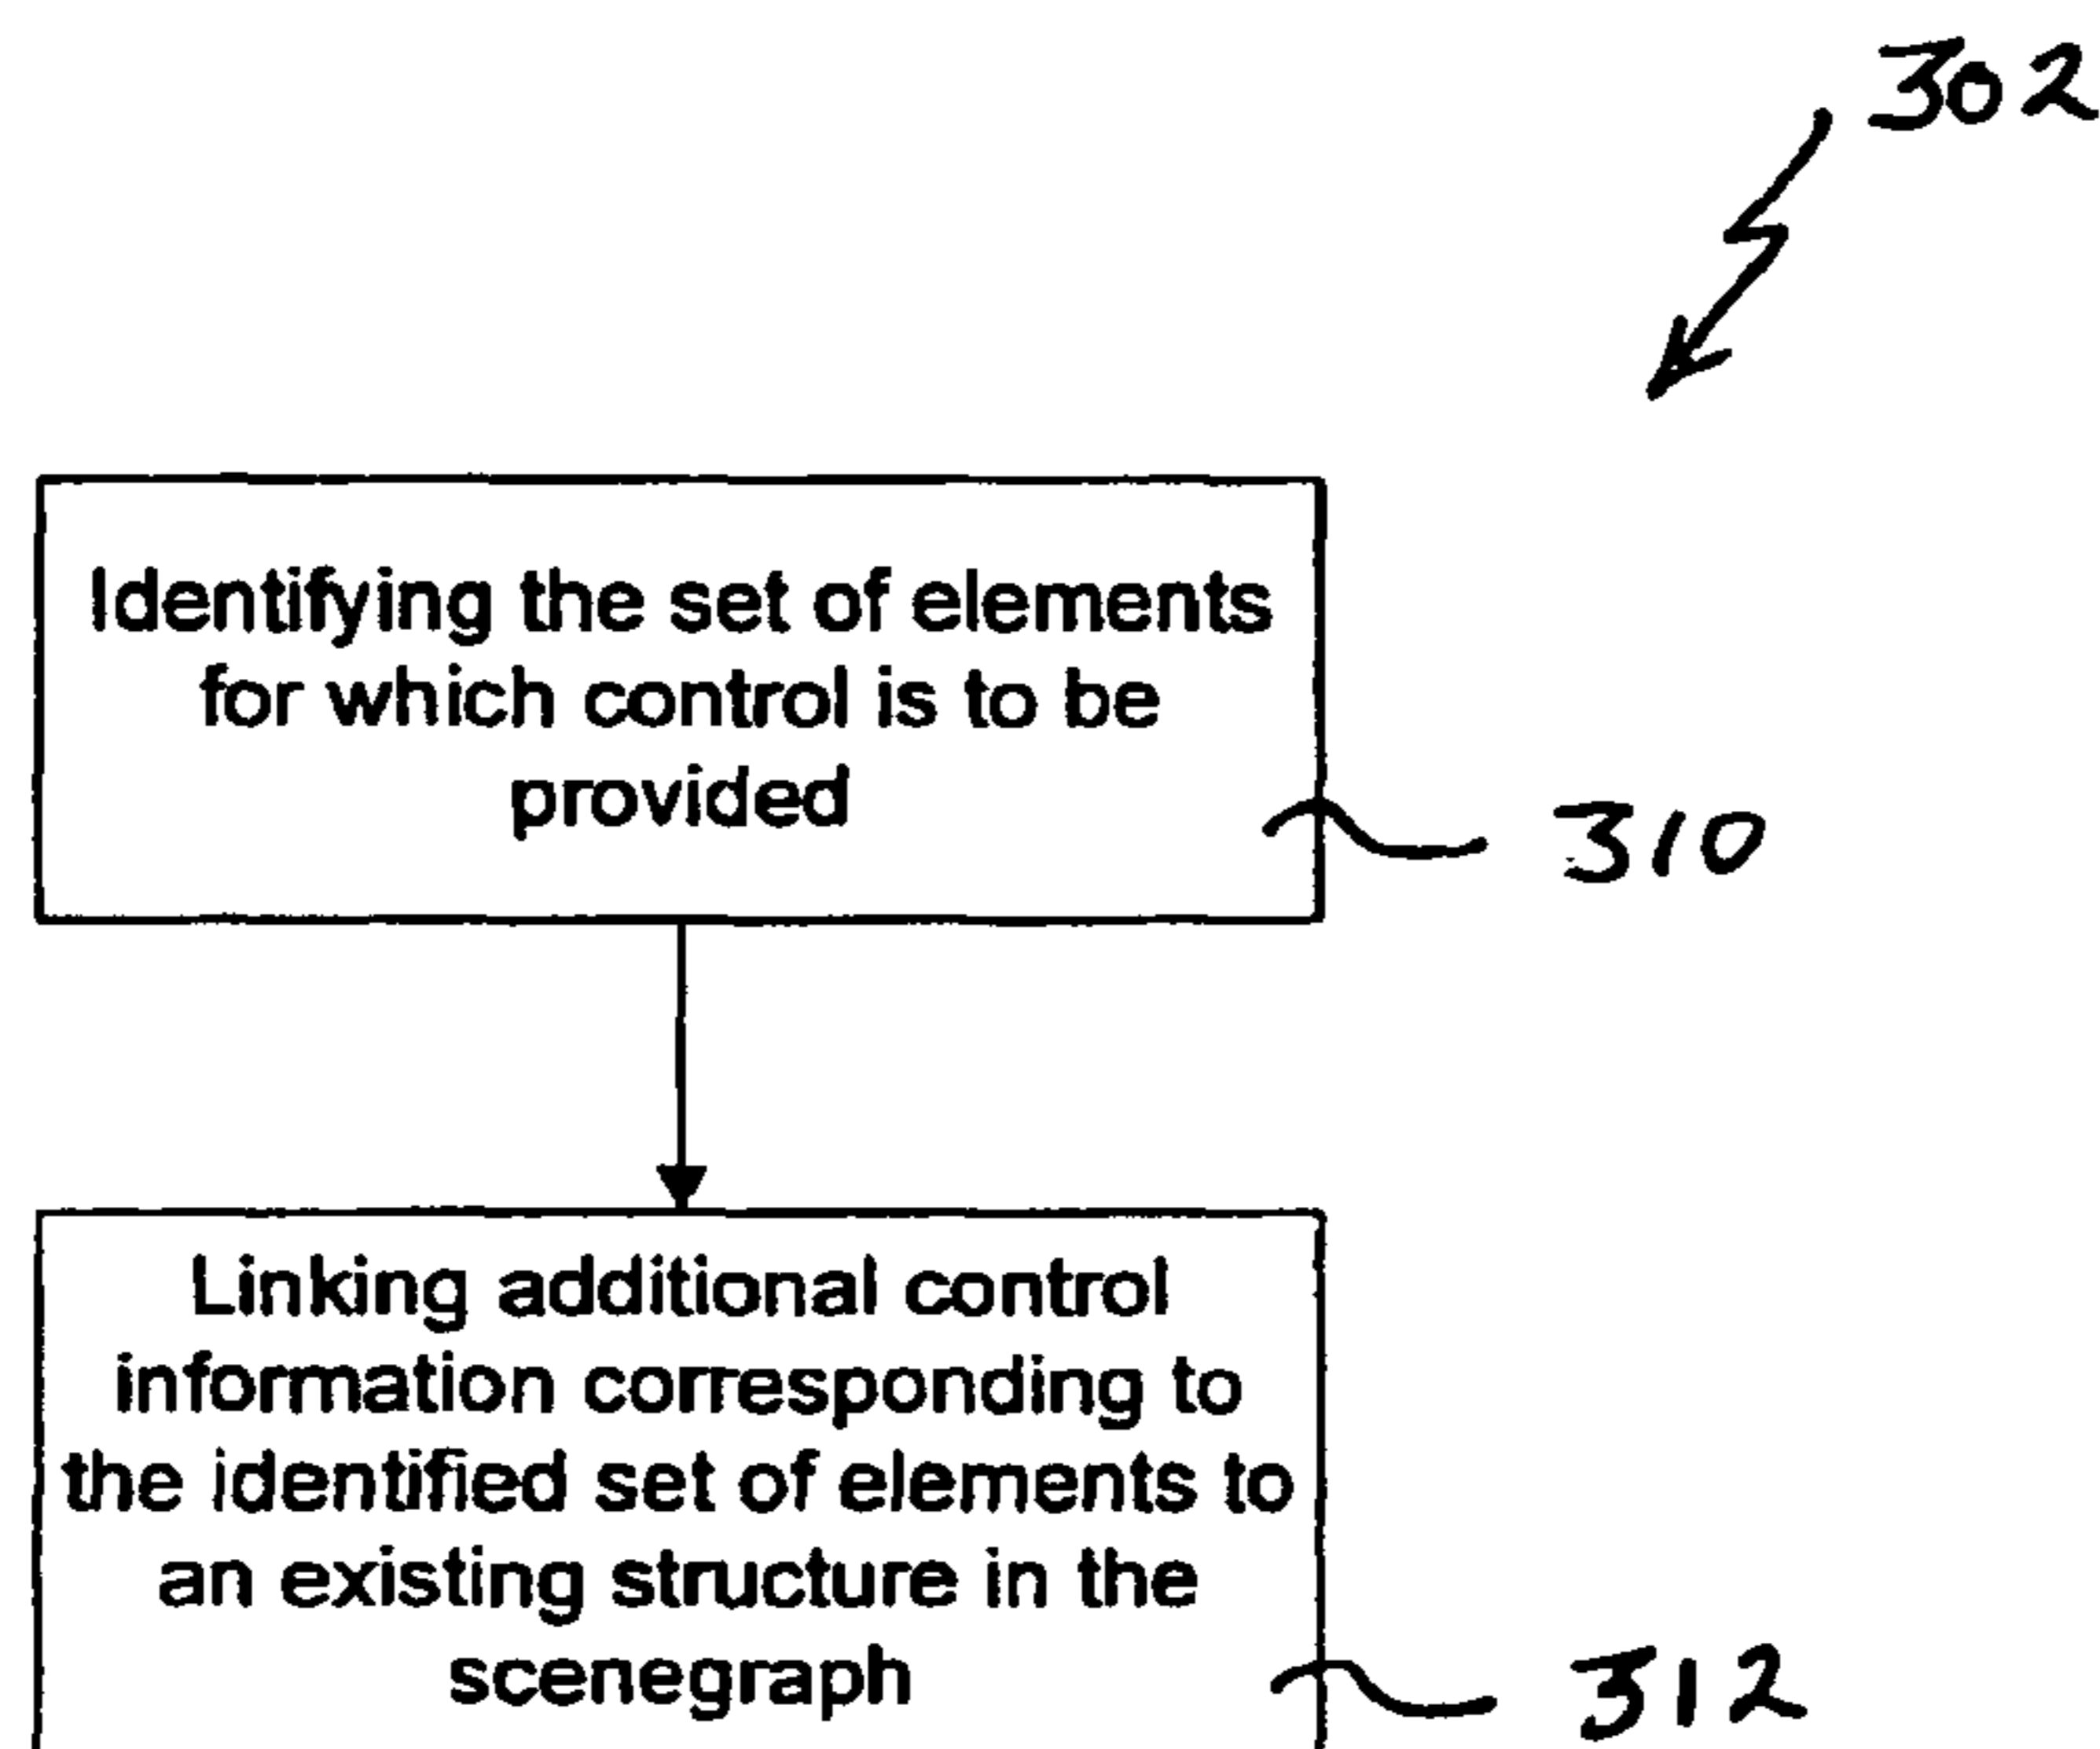 302
Identifying the set of elements
for which control is to be
provided
310
Linking additional control
information corresponding to
the identified set of elements to
an existing structure in the
scenegraph
312